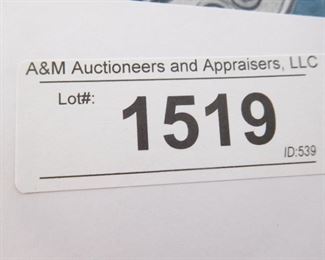 A&M Auctioneers and Appraisers, LLC
Lot#: 1519
ID:539